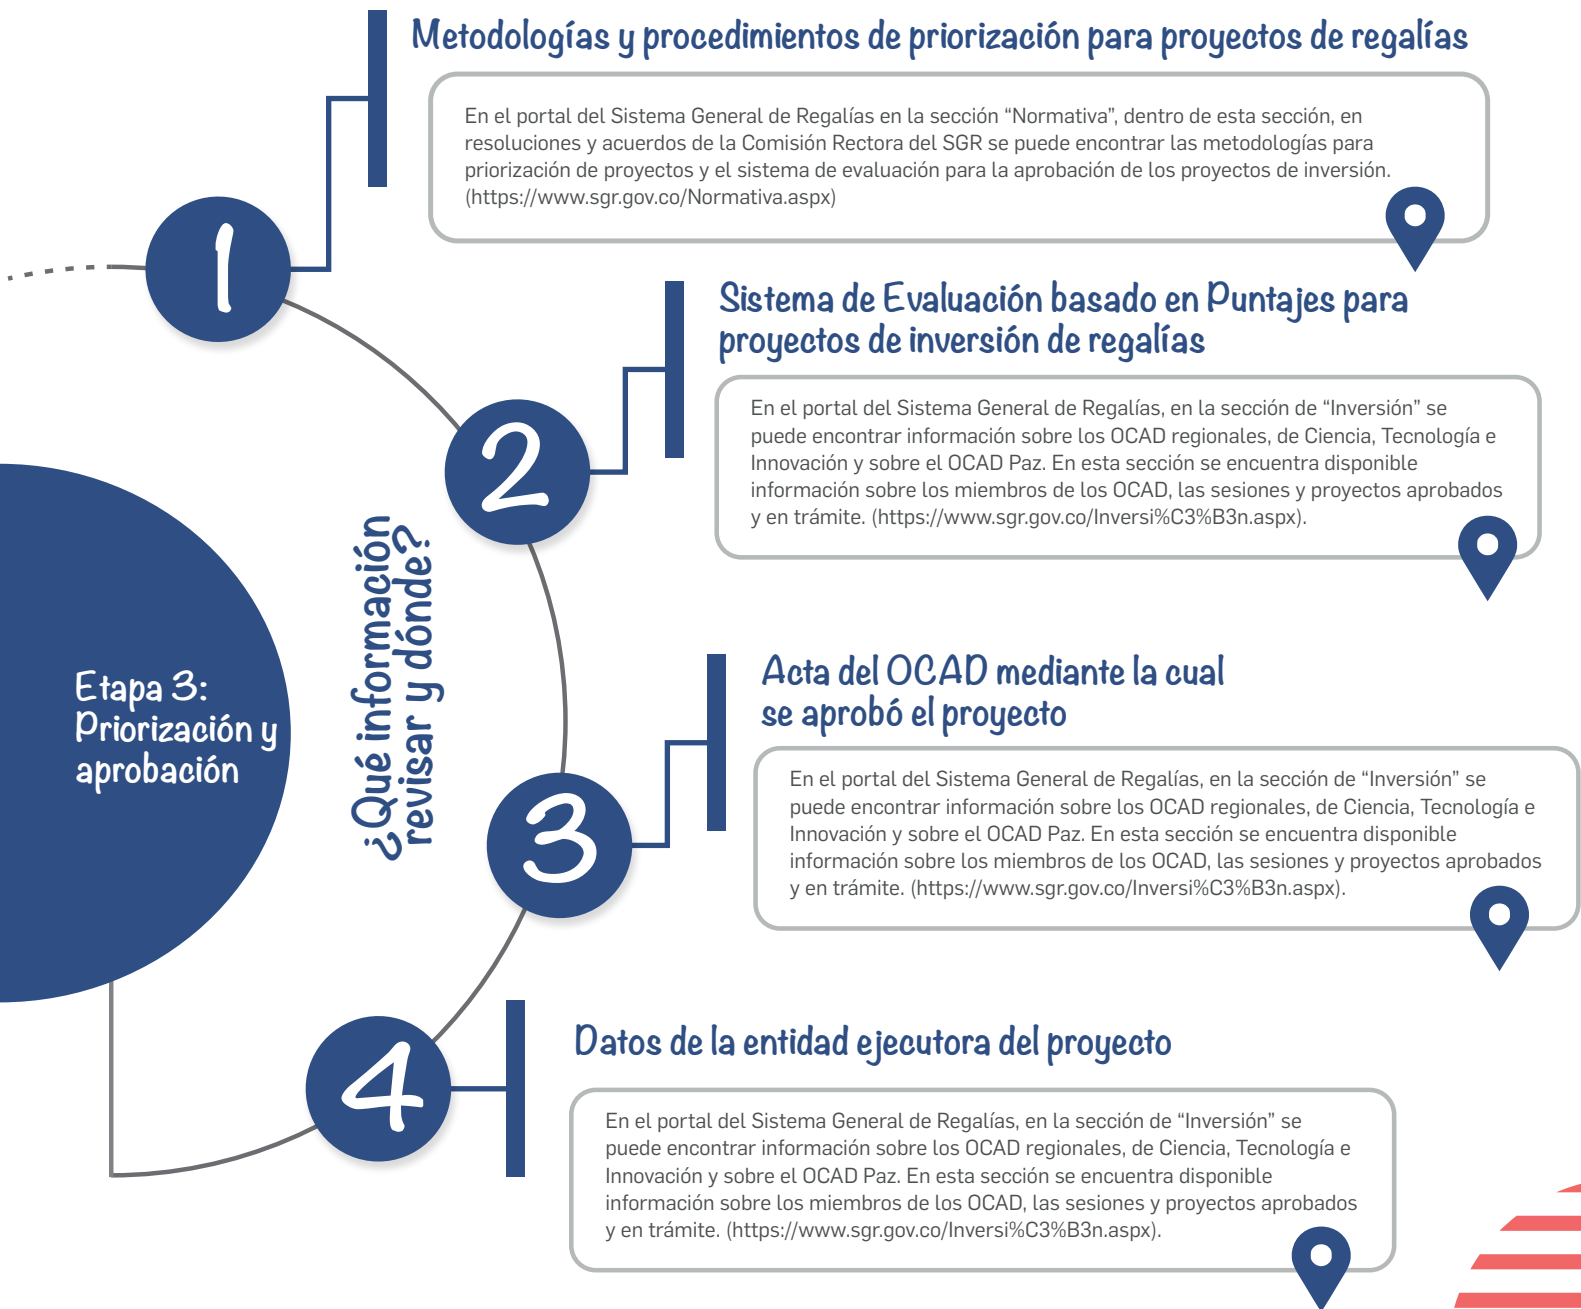 Metodologías y procedimientos de priorización para proyectos de regalías
En el portal del Sistema General de Regalías en la sección “Normativa”, dentro de esta sección, en
resoluciones y acuerdos de la Comisión Rectora del SGR se puede encontrar las metodologías para
priorización de proyectos y el sistema de evaluación para la aprobación de los proyectos de inversión.
(https://www.sgr.gov.co/Normativa.aspx)
1
Sistema de Evaluación basado en Puntajes para
proyectos de inversión de regalías
En el portal del Sistema General de Regalías, en la sección de “Inversión” se
puede encontrar información sobre los OCAD regionales, de Ciencia, Tecnología e
Innovación y sobre el OCAD Paz. En esta sección se encuentra disponible
información sobre los miembros de los OCAD, las sesiones y proyectos aprobados
y en trámite. (https://www.sgr.gov.co/Inversi%C3%B3n.aspx).
2
¿Qué información
revisar y dónde?
Etapa 3:
Priorización y
aprobación
Acta del OCAD mediante la cual
se aprobó el proyecto
En el portal del Sistema General de Regalías, en la sección de “Inversión” se
puede encontrar información sobre los OCAD regionales, de Ciencia, Tecnología e
Innovación y sobre el OCAD Paz. En esta sección se encuentra disponible
información sobre los miembros de los OCAD, las sesiones y proyectos aprobados
y en trámite. (https://www.sgr.gov.co/Inversi%C3%B3n.aspx).
3
Datos de la entidad ejecutora del proyecto
En el portal del Sistema General de Regalías, en la sección de “Inversión” se
puede encontrar información sobre los OCAD regionales, de Ciencia, Tecnología e
Innovación y sobre el OCAD Paz. En esta sección se encuentra disponible
información sobre los miembros de los OCAD, las sesiones y proyectos aprobados
y en trámite. (https://www.sgr.gov.co/Inversi%C3%B3n.aspx).
4